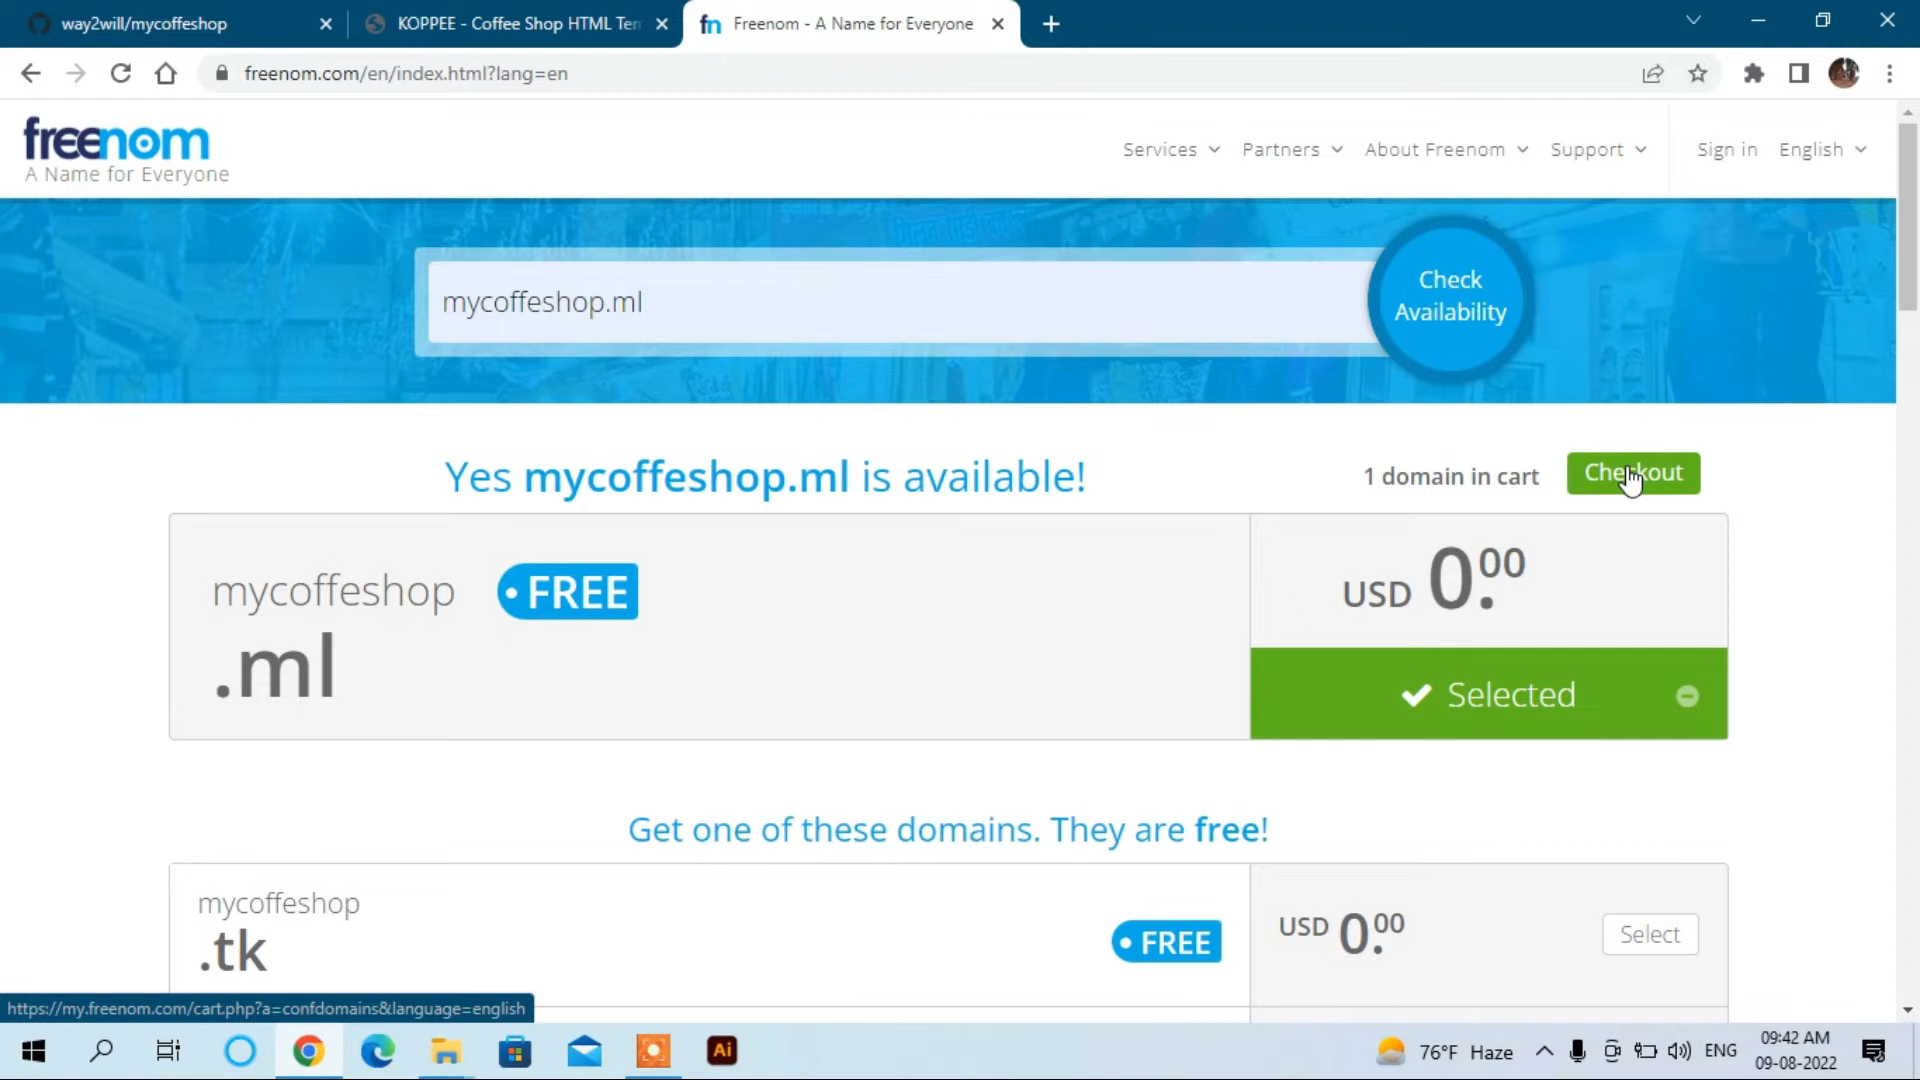 way2will/mycoffeshop
KOPPEE - Coffee Shop HTML Tem
Freenom - A Name for Everyone
freenom.com/en/index.html?lang=en
freenom
A Name for Everyone
Services
Partners
About Freenom
Support
Sign in
English
mycoffeshop.ml
Check
Availability
Yes mycoffeshop.ml is available!
1 domain in cart
Checkout
mycoffeshop
• FREE
.ml
USD 0.00
Selected
Get one of these domains. They are free!
mycoffeshop
.tk
• FREE
USD 0.00
Select
https://my.freenom.com/cart.php?a=confdomains&language=english
Ai
76°F Haze
ENG
09:42 AM
09-08-2022